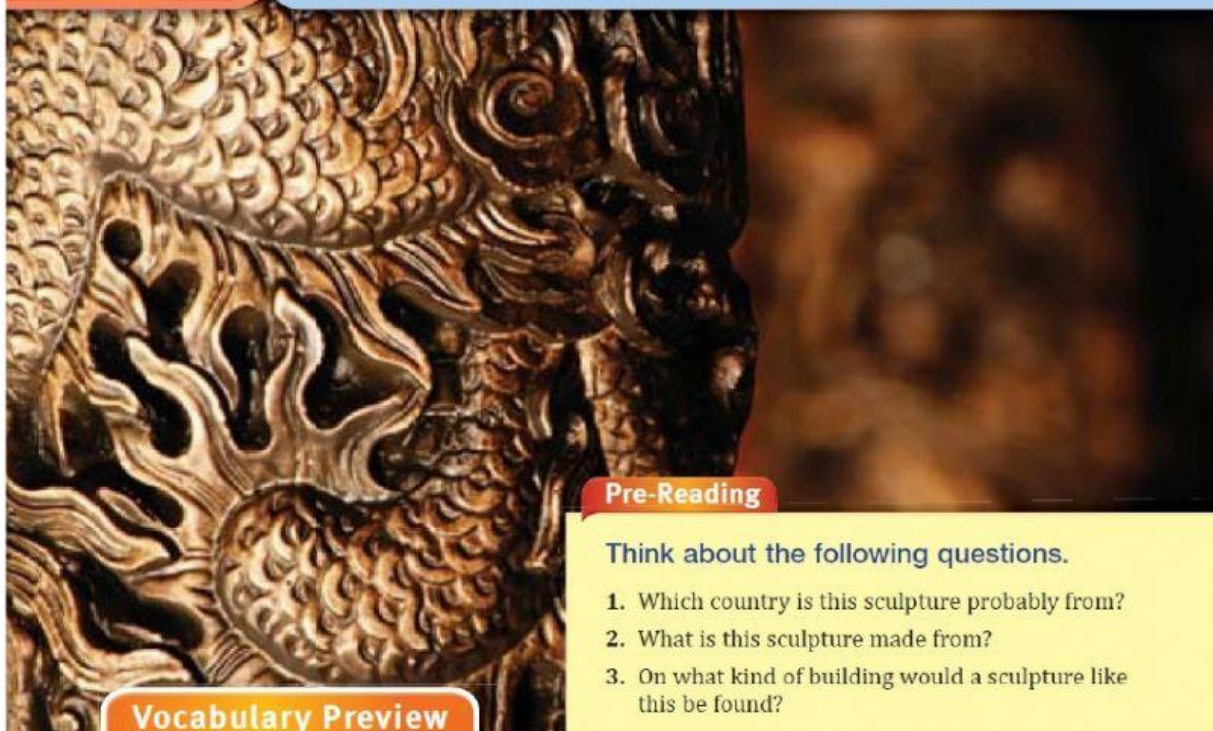 Pre-Reading
Think about the following questions.
1. Which country is this sculpture probably from?
2. What is this sculpture made from?
3. On what kind of building would a sculpture like
this be found?
Vocabulary Preview